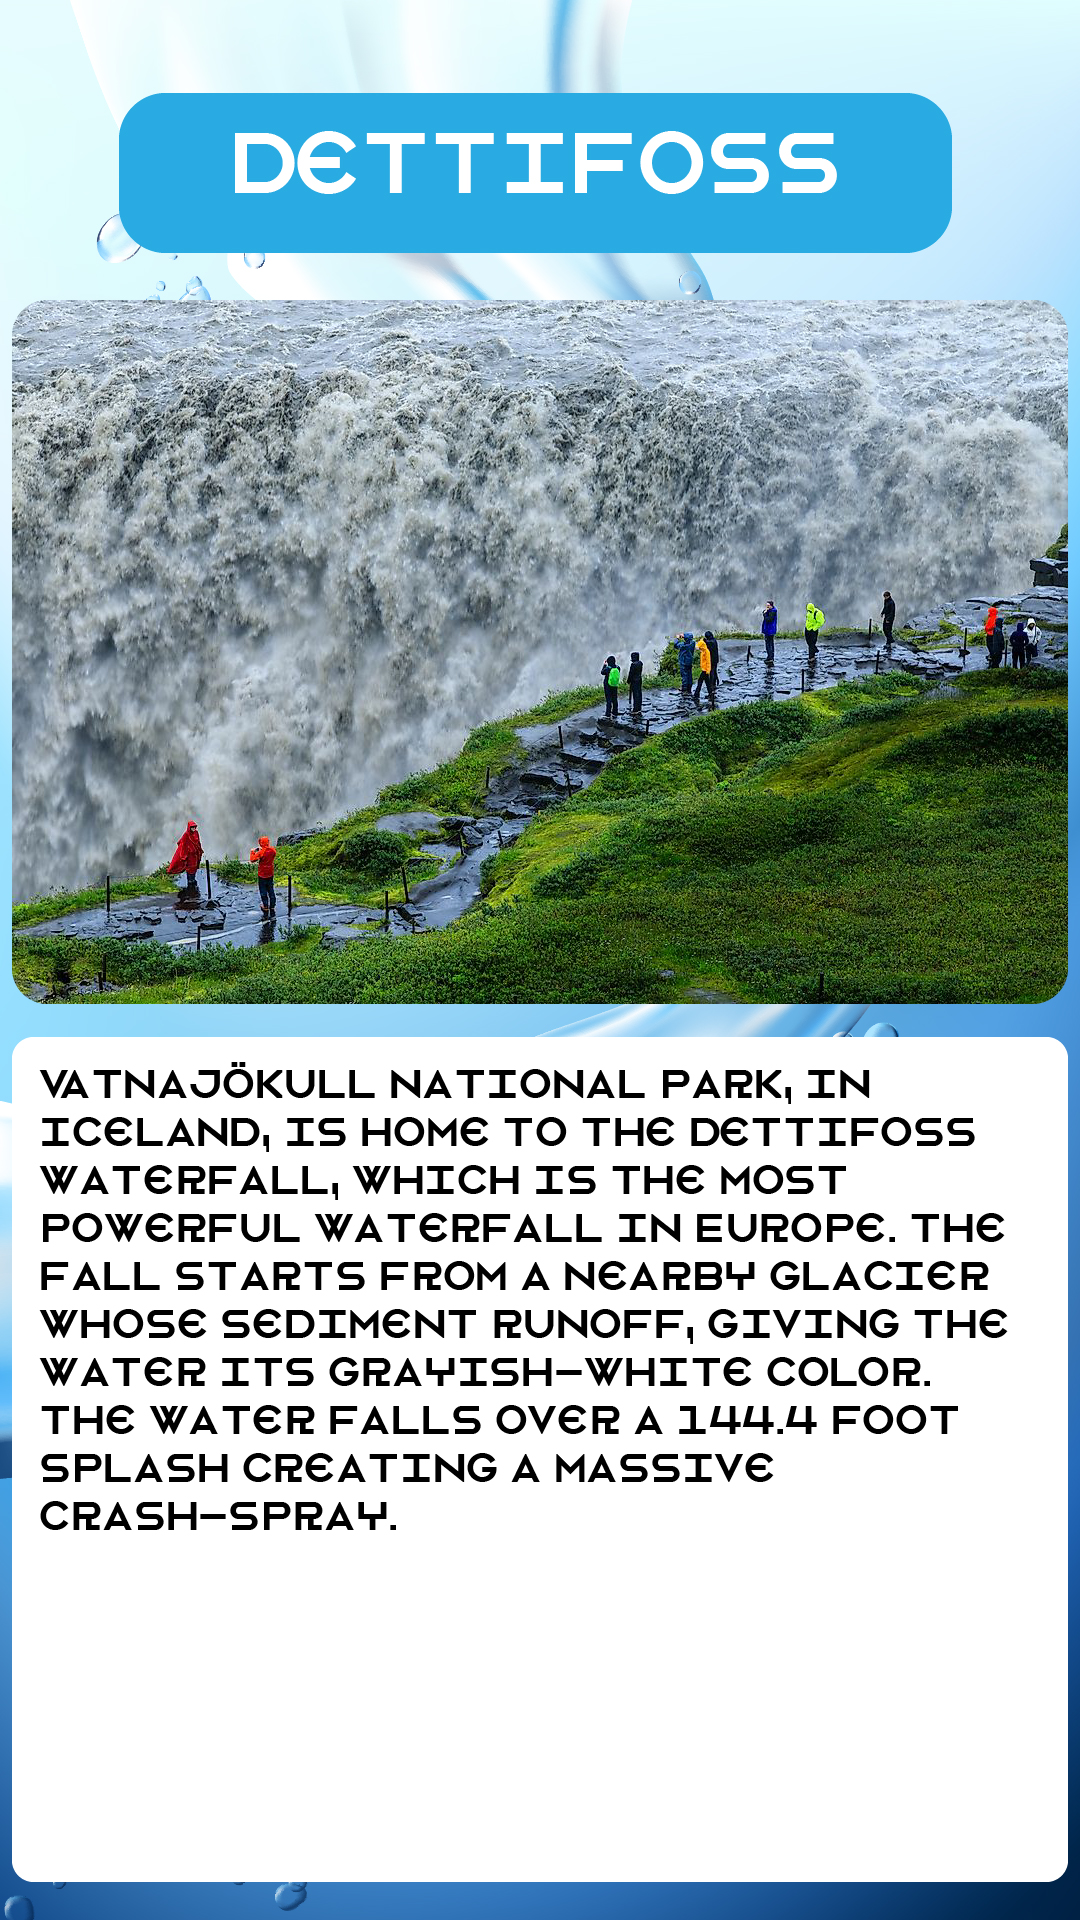 DETTIFOSS
VATNAJÖKULL NATIONAL PARK, IN
ICELAND, IS HOME TO THE DETTIFOSS
WATERFALL, WHICH IS THE MOST
POWERFUL WATERFALL IN EUROPE. THE
FALL STARTS FROM A NEARBY GLACIER
WHOSE SEDIMENT RUNOFF, GIVING THE
WATER ITS GRAYISH-WHITE COLOR.
THE WATER FALLS OVER A 144.4 FOOT
SPLASH CREATING A MASSIVE
CRASH-SPRAY.